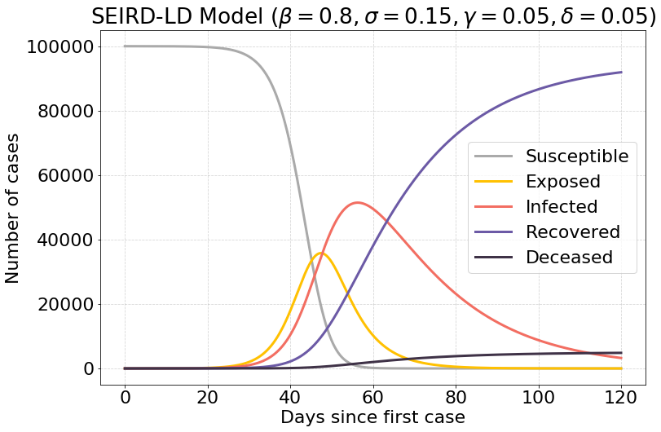 SEIRD-LD Model (β = 0.8, σ = 0.15, γ = 0.05, δ = 0.05)
Number of cases
100000
80000
60000
40000
20000
0
0 20 40 60 80 100 120
Days since first case
Susceptible
Exposed
Infected
Recovered
Deceased